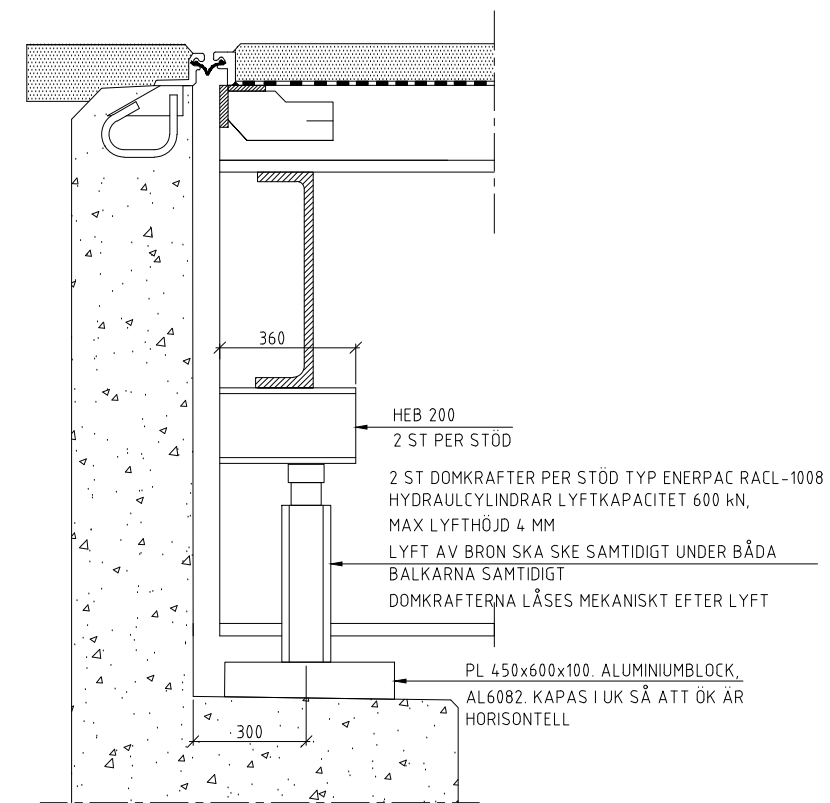 360
HEB 200
2 ST PER STÖD
2 ST DOMKRAFTER PER STÖD TYP ENERPAC RACL-1008
HYDRAULCYLINDRAR LYFTKAPACITET 600 kN,
MAX LYFTHÖJD 4 MM
LYFT AV BRON SKA SKE SAMTIDIGT UNDER BÅDA
BALKARNA SAMTIDIGT
DOMKRAFTERNA LÅSES MEKANISKT EFTER LYFT
PL 450x600x100. ALUMINIUMBLOCK,
AL6082. KAPAS I UK SÅ ATT ÖK ÄR
HORISONTELL
300